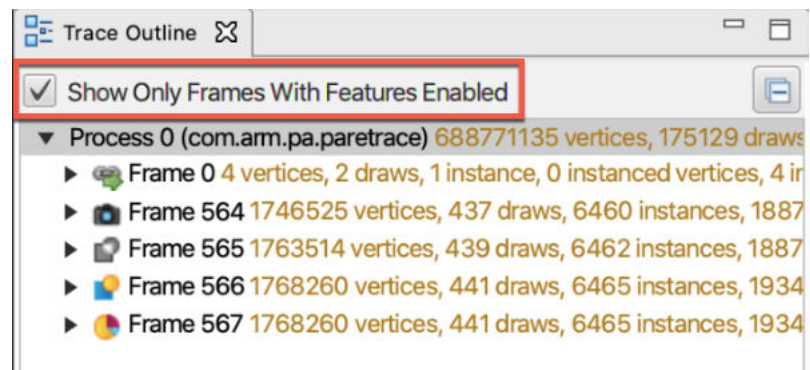 Trace Outline
Show Only Frames With Features Enabled
Process 0 (com.arm.pa.paretrace) 688771135 vertices, 175129 draws
Frame 0 4 vertices, 2 draws, 1 instance, 0 instanced vertices, 4
Frame 564 1746525 vertices, 437 draws, 6460 instances, 1887
Frame 565 1763514 vertices, 439 draws, 6462 instances, 1887
Frame 566 1768260 vertices, 441 draws, 6465 instances, 1934
Frame 567 1768260 vertices, 441 draws, 6465 instances, 1934